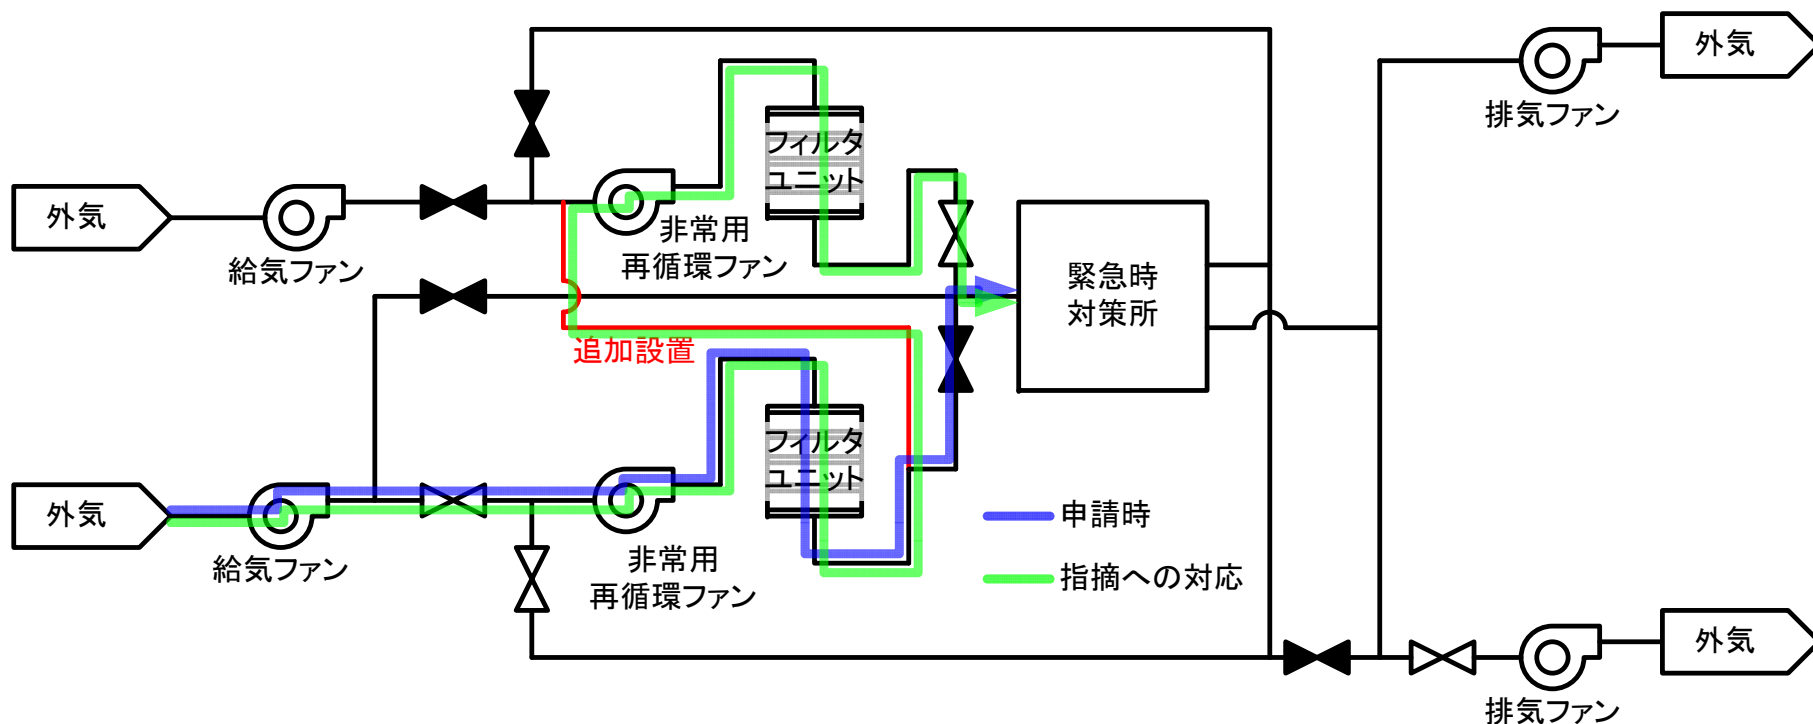 外気
排気ファン
外気
給気ファン
フィルタ
ユニット
非常用
再循環ファン
緊急時
対策所
追加設置
外気
給気ファン
フィルタ
ユニット
非常用
再循環ファン
申請時
指摘への対応
外気
排気ファン